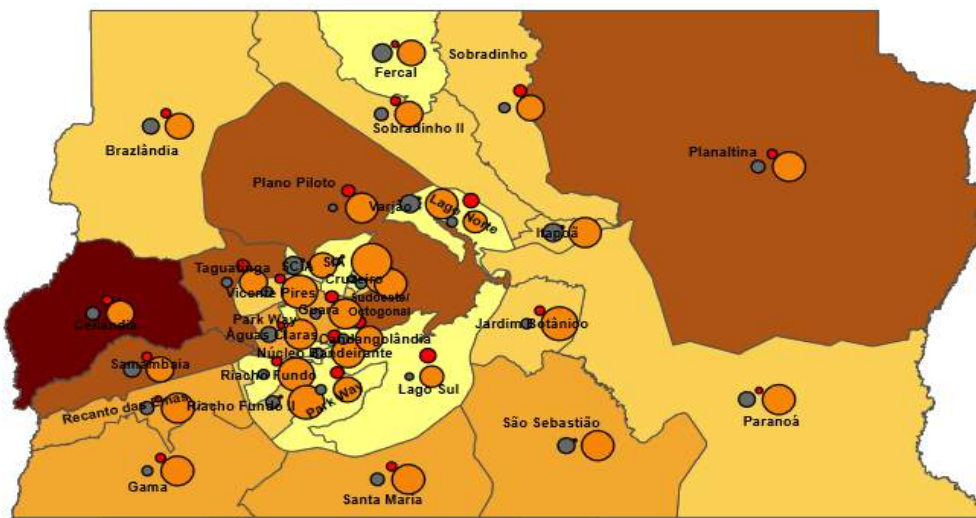 Sobradinho
Fercal
Sobradinho II
Brazlândia
Planaltina
Plano Piloto
Varjão
Lago Norte
Itapoã
Taguatinga
SCIA
SIA
Cruzeiro
Vicente Pires
Sudoeste/
Octogonal
Guará
Ceilândia
Park Way
Jardim Botânico
Águas Claras
Candangolândia
Núcleo Bandeirante
Samambaia
Riacho Fundo
Lago Sul
Park Way
Recanto das Emas
Riacho Fundo II
São Sebastião
Paranoá
Gama
Santa Maria